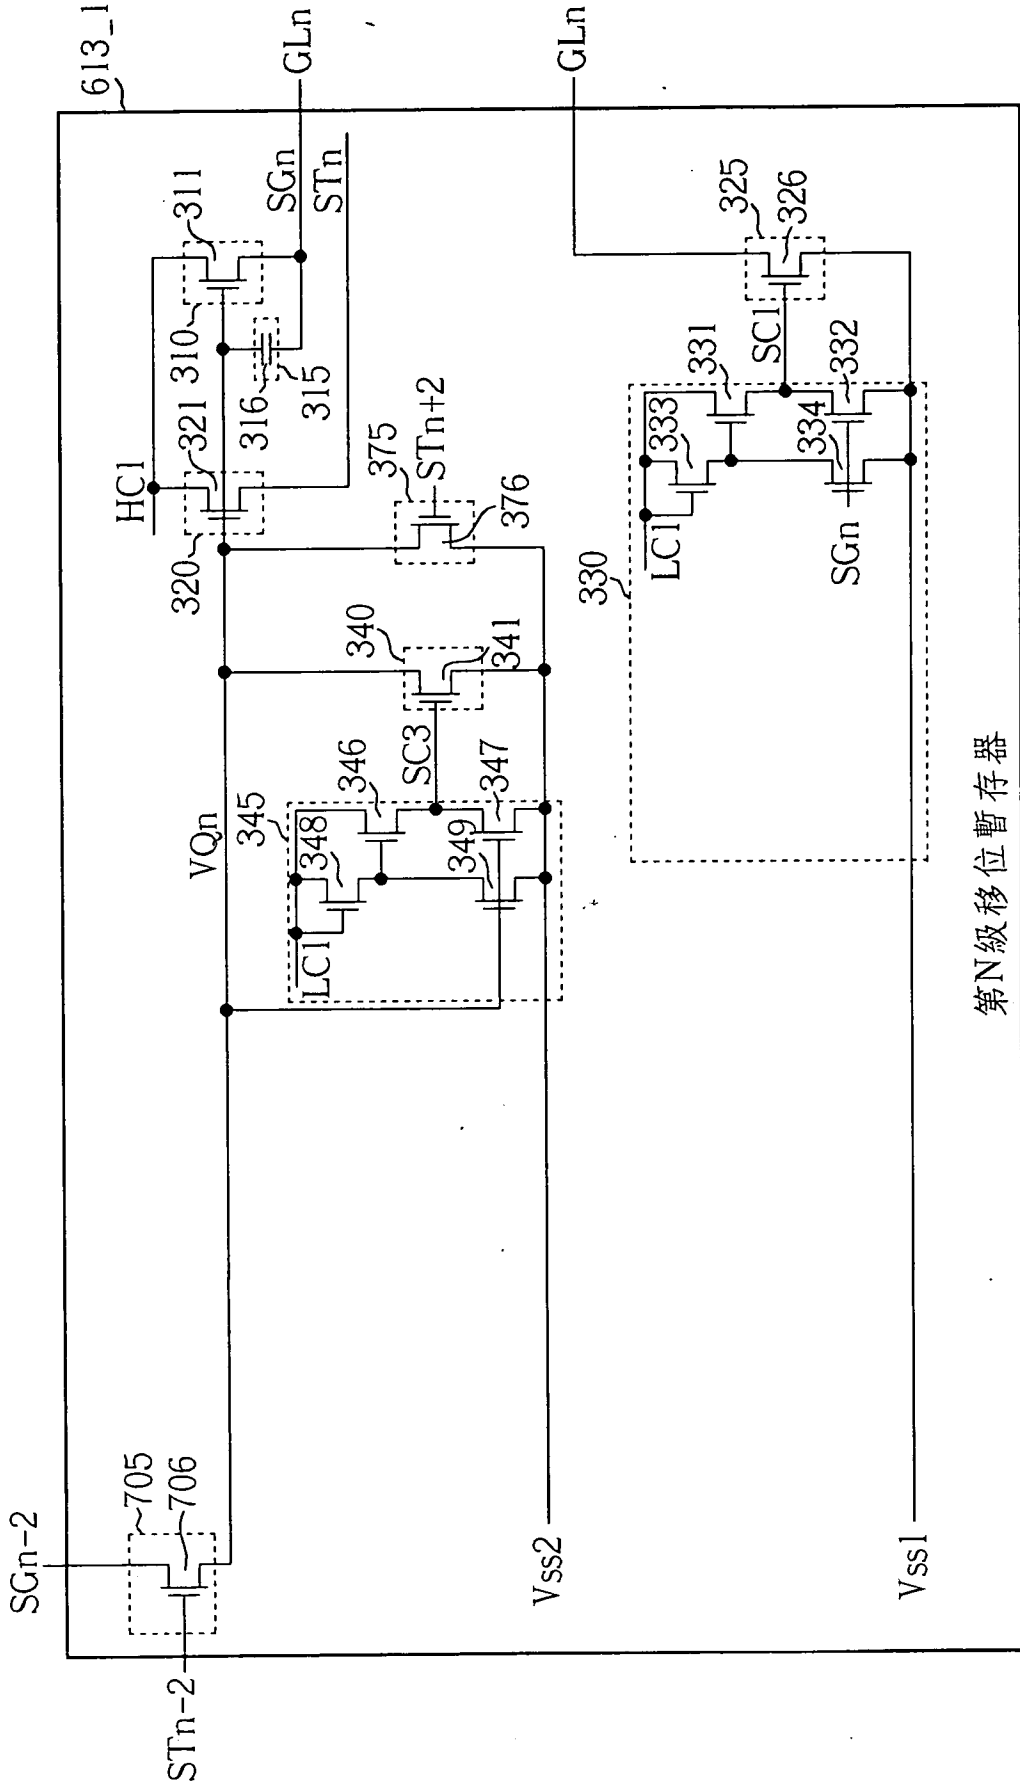 613_1
GLn
GLn
HC1
320
321
310
311
316
315
SGn
STn
VQn
345
LC1
348
346
349
347
SC3
340
341
375
STn+2
376
330
LC1
333
331
SGn
334
332
SC1
325
326
SGn-2
705
706
STn-2
Vss2
Vss1
第N級移位暫存器